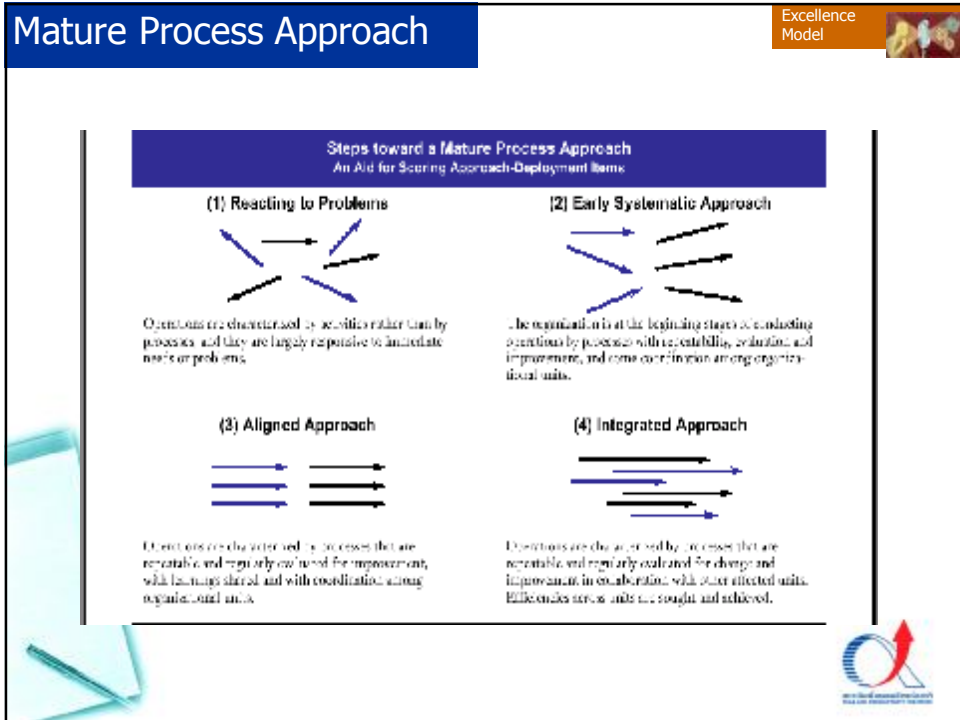 Mature Process Approach
Excellence
Model
Steps toward a Mature Process Approach
An Aid for Scoring Approach-Deployment Items
(1) Reacting to Problems
(2) Early Systematic Approach
Operations are characterized by activities rather than by
processes, and they are largely responsive to immediate
needs or problems.
The organization is at the beginning stages of conducting
operations by processes with repeatability, evaluation and
improvement, and some coordination among organiza-
tional units.
(3) Aligned Approach
(4) Integrated Approach
Operations are characterized by processes that are
repeatable and regularly evaluated for improvement,
with learnings shared and with coordination among
organizational units.
Operations are characterized by processes that are
repeatable and regularly evaluated for change and
improvement in collaboration with other affected units.
Efficiencies across units are sought and achieved.